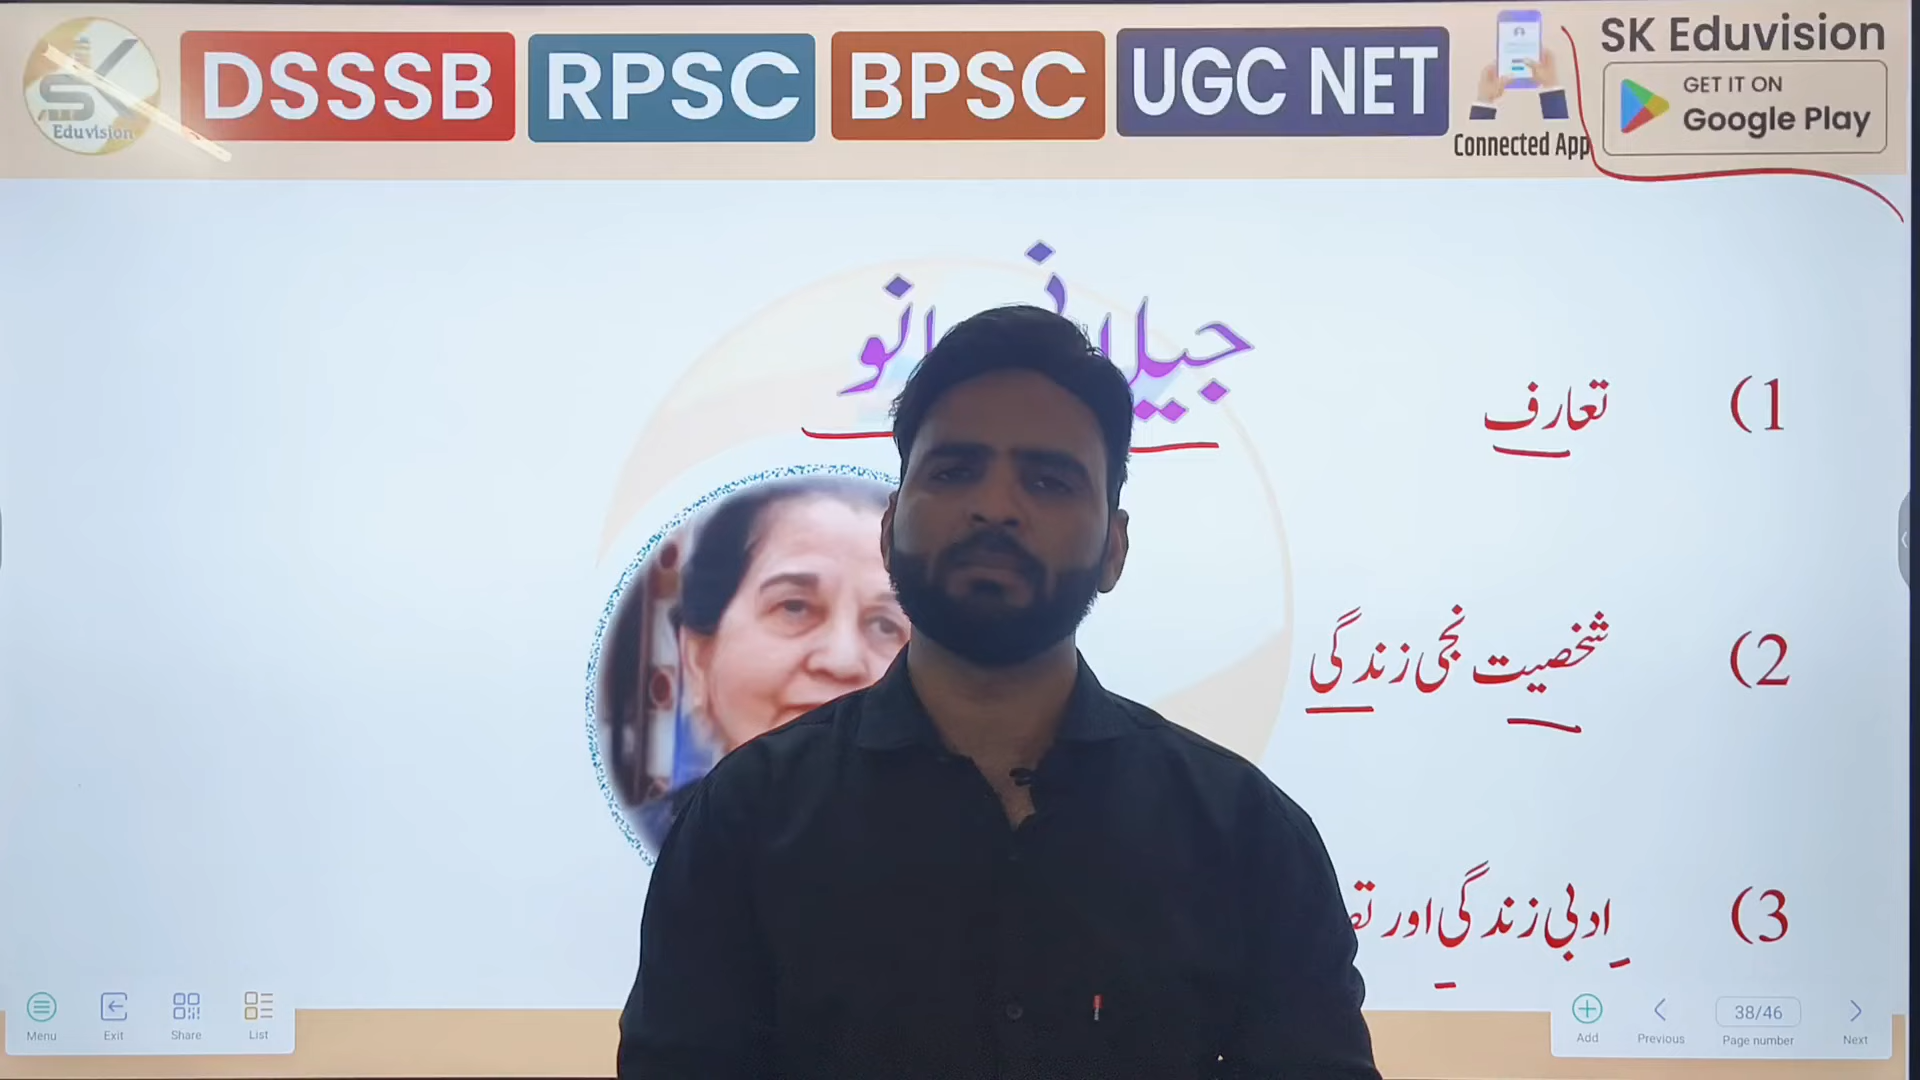 SK
Eduvision
DSSSB RPSC BPSC UGC NET
Connected App
SK Eduvision
GET IT ON
Google Play
1) تعارف
2) شخصیت نجی زندگی
3) ادبی زندگی اور
Menu Exit Share List
Add Previous 38/46 Next
Page number